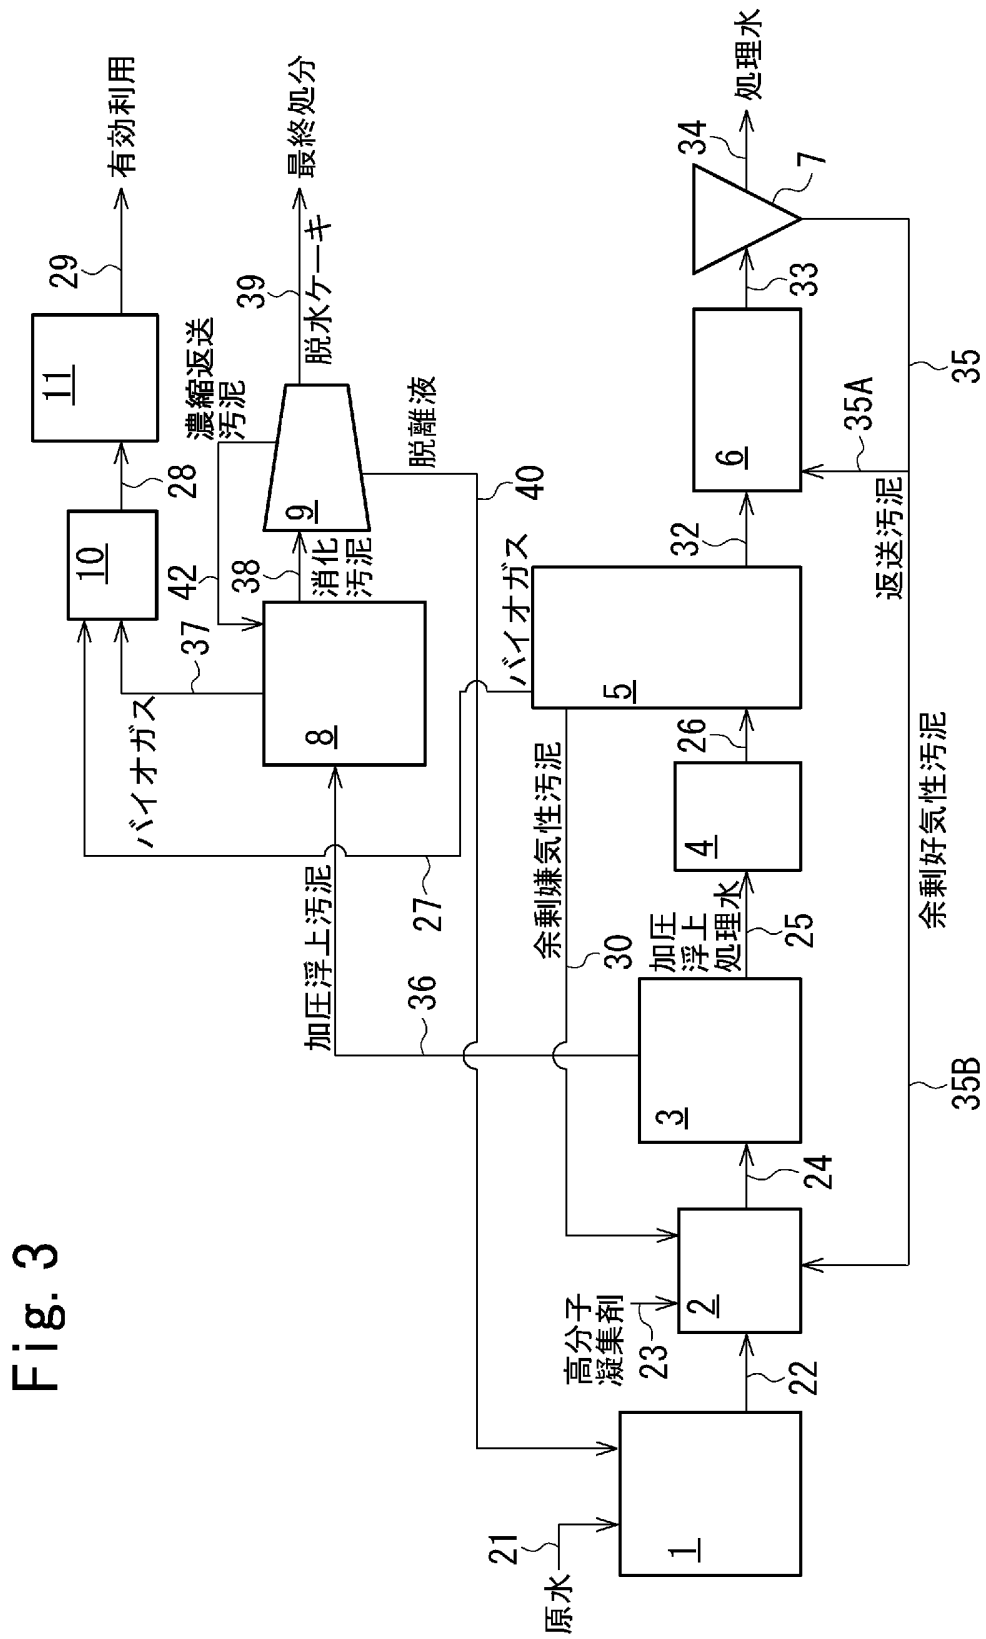 Fig. 3
有効利用
29
11
28
10
37
バイオガス
27
最終処分
39
脱水ケーキ
濃縮返送
汚泥
42
9
38
消化
汚泥
8
脱離液
40
加圧浮上汚泥
36
バイオガス
余剰嫌気性汚泥
30
原水
21
1
22
高分子
凝集剤
23
2
24
3
加圧
浮上
処理水
25
4
26
5
32
6
33
7
34
処理水
35
35A
返送汚泥
余剰好気性汚泥
35B